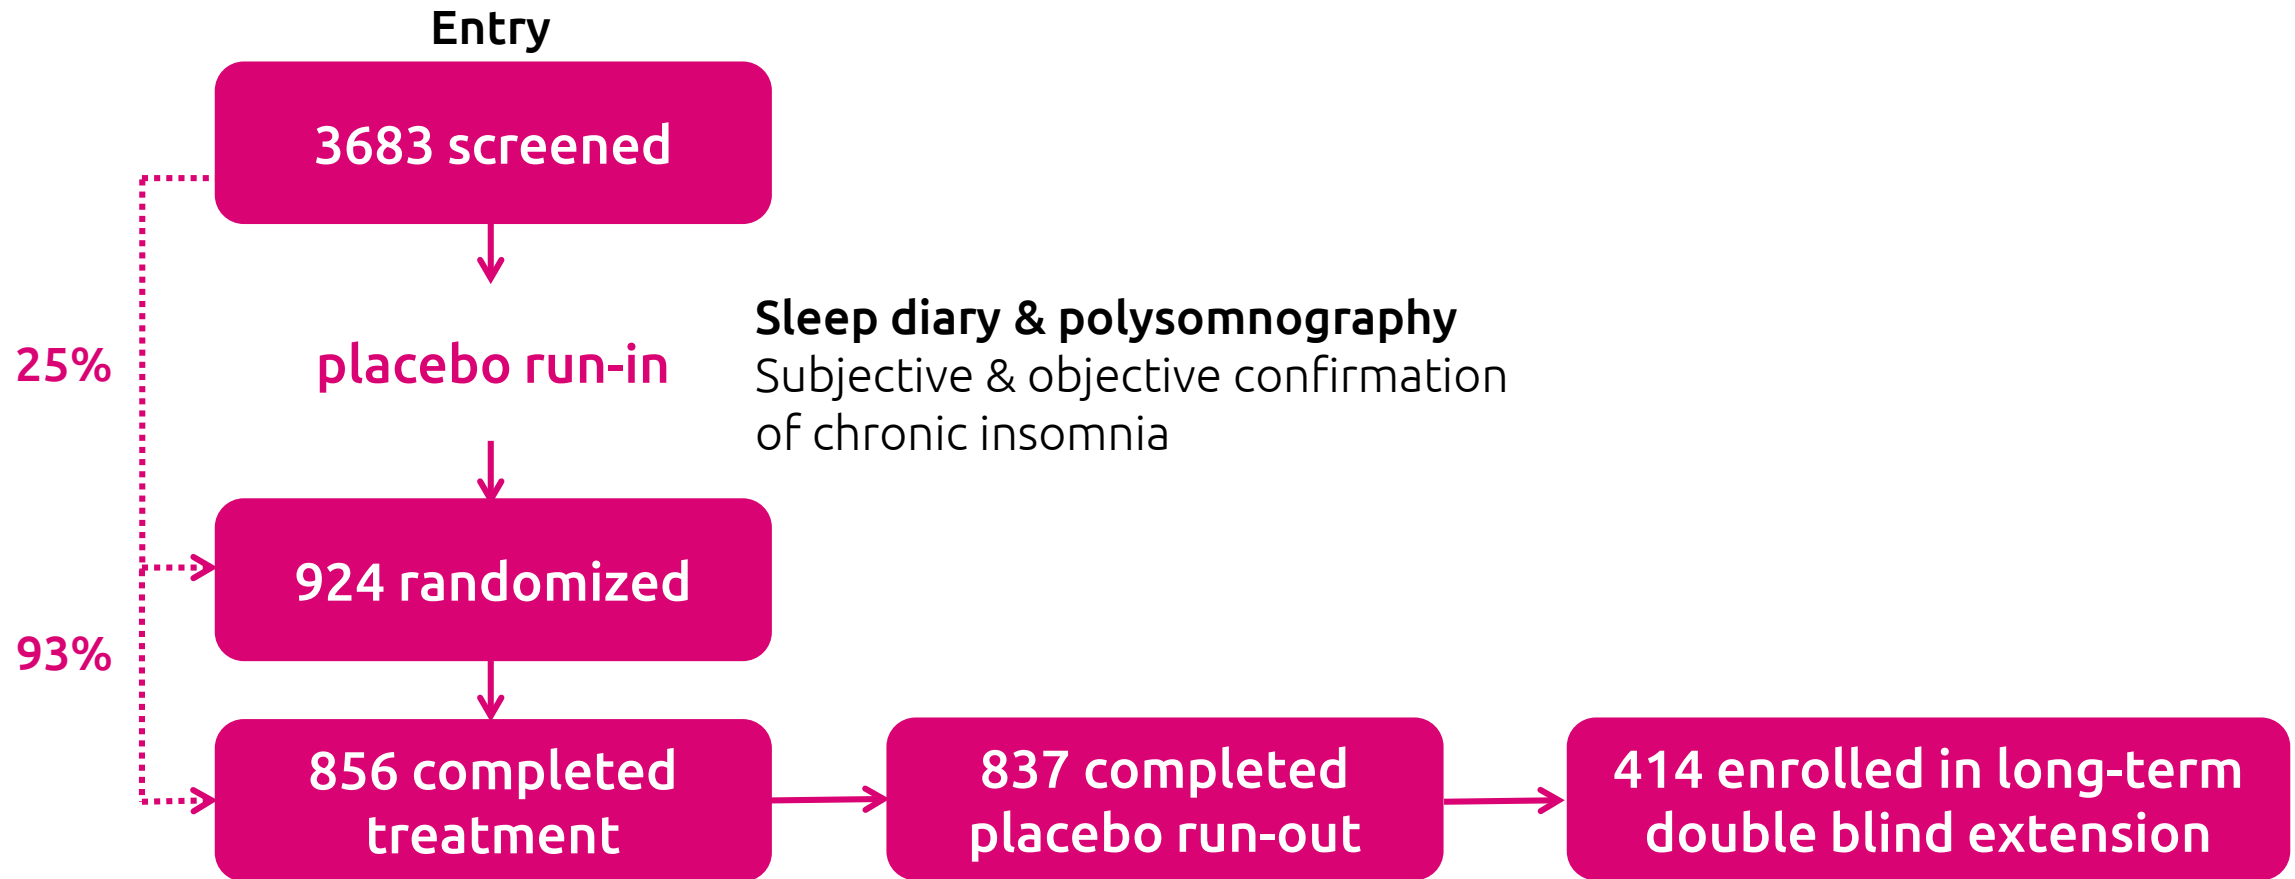 Entry
3683 screened
25%
placebo run-in
Sleep diary & polysomnography
Subjective & objective confirmation
of chronic insomnia
924 randomized
93%
856 completed
treatment
837 completed
placebo run-out
414 enrolled in long-term
double blind extension